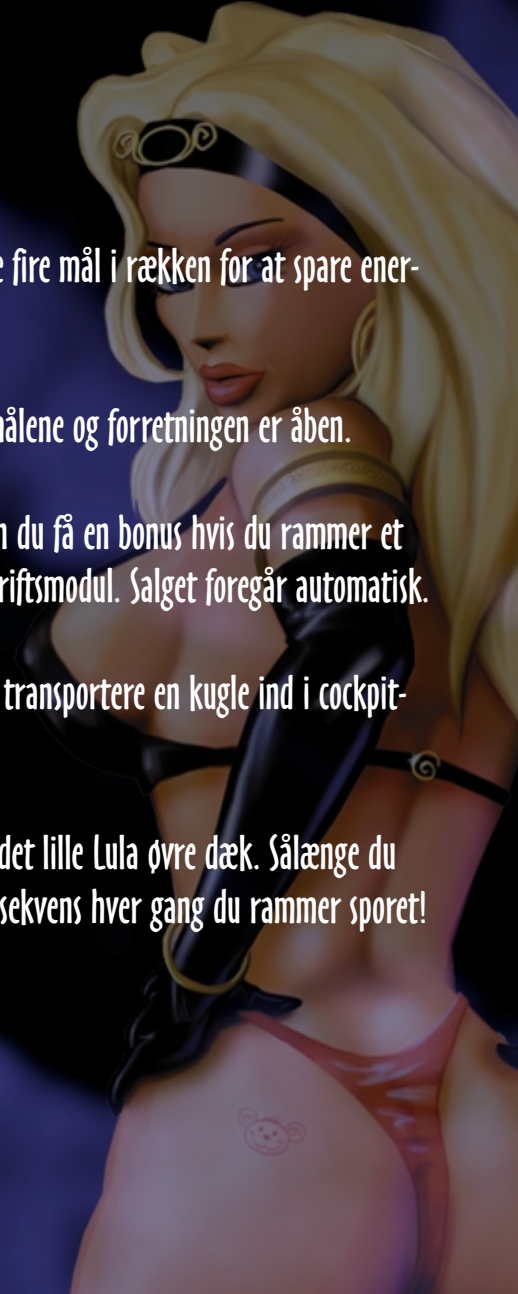 fire mål i rækken for at spare ener-
målene og forretningen er åben.
du få en bonus hvis du rammer et
driftsmodul. Salget foregår automatisk.
transportere en kugle ind i cockpit-
det lille Lula øvre dæk. Sålænge du
sekvens hver gang du rammer sporet!